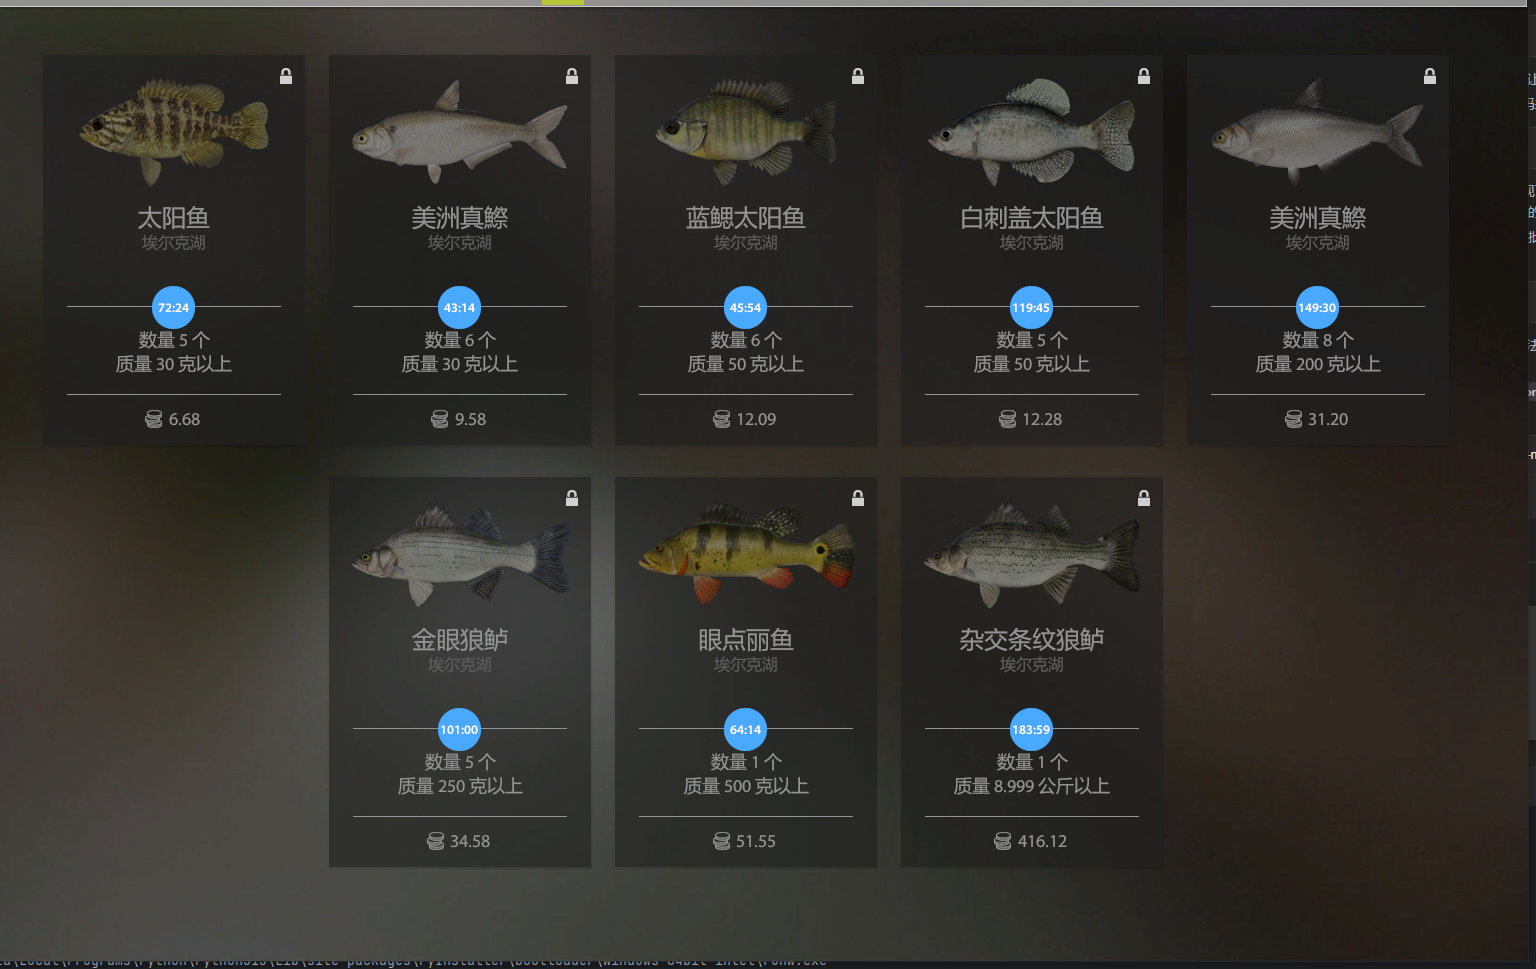 太阳鱼
埃尔克湖
72:24
数量 5 个
质量 30 克以上
6.68
美洲真鰶
埃尔克湖
43:14
数量 6 个
质量 30 克以上
9.58
蓝鳃太阳鱼
埃尔克湖
45:54
数量 6 个
质量 50 克以上
12.09
白刺盖太阳鱼
埃尔克湖
119:45
数量 5 个
质量 50 克以上
12.28
美洲真鰶
埃尔克湖
149:30
数量 8 个
质量 200 克以上
31.20
金眼狼鲈
埃尔克湖
101:00
数量 5 个
质量 250 克以上
34.58
眼点丽鱼
埃尔克湖
64:14
数量 1 个
质量 500 克以上
51.55
杂交条纹狼鲈
埃尔克湖
183:59
数量 1 个
质量 8.999 公斤以上
416.12